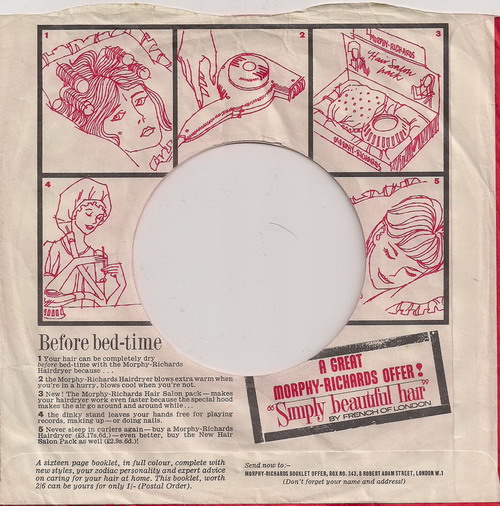 1
2
3
MORPHY-RICHARDS
Hair Salon
pack
MORPHY-RICHARDS
4
5
Before bed-time
1 Your hair can be completely dry
before bed-time with the Morphy-Richards
Hairdryer because . . .
2 the Morphy-Richards Hairdryer blows extra warm when
you're in a hurry, blows cool when you're not.
3 New! The Morphy-Richards Hair Salon pack — makes
your hairdryer work even faster because the special hood
makes the air go around and around while . . .
4 the dinky stand leaves your hands free for playing
records, making up — or doing nails.
5 Never sleep in curlers again — buy a Morphy-Richards
Hairdryer (£3.17s.6d.) — even better, buy the New Hair
Salon Pack as well (£2.9s.6d.)!
A GREAT
MORPHY-RICHARDS OFFER!
"Simply beautiful hair"
BY FRENCH OF LONDON
A sixteen page booklet, in full colour, complete with
new styles, your zodiac personality and expert advice
on caring for your hair at home. This booklet, worth
2/6 can be yours for only 1/- (Postal Order).
Send now to:-
MORPHY-RICHARDS BOOKLET OFFER, BOX NO. 343, 8 ROBERT ADAM STREET, LONDON W.1
(Don't forget your name and address!)